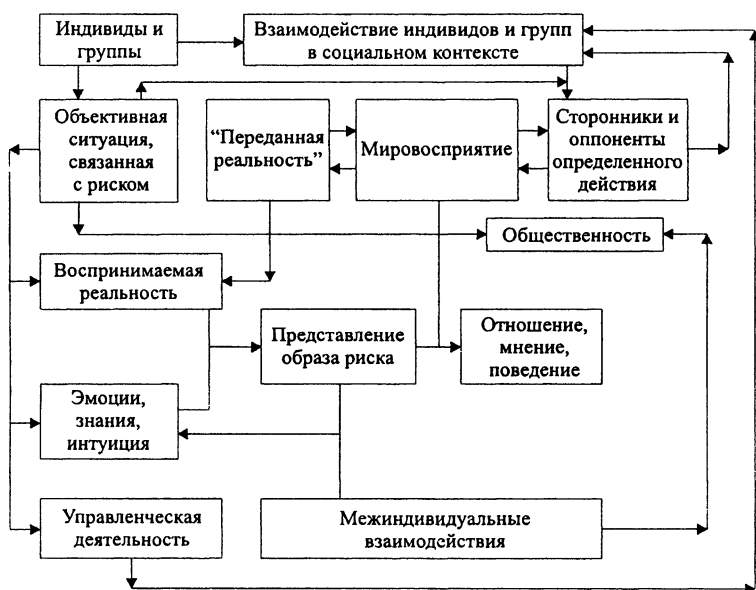 Индивиды и
группы
Взаимодействие индивидов и групп
в социальном контексте
Объективная
ситуация,
связанная
с риском
“Переданная
реальность”
Мировосприятие
Сторонники и
оппоненты
определенного
действия
Общественность
Воспринимаемая
реальность
Представление
образа риска
Отношение,
мнение,
поведение
Эмоции,
знания,
интуиция
Управленческая
деятельность
Межиндивидуальные
взаимодействия